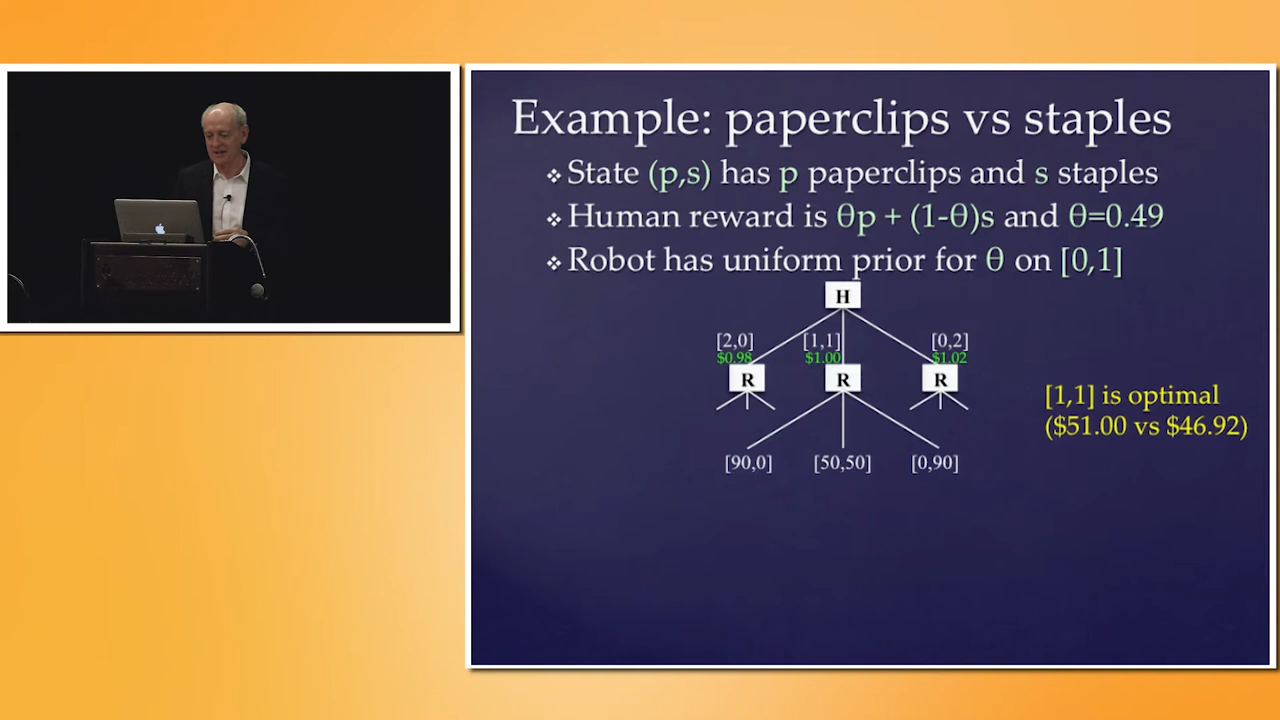 Example: paperclips vs staples
❖ State (p,s) has p paperclips and s staples
❖ Human reward is θp + (1-θ)s and θ=0.49
❖ Robot has uniform prior for θ on [0,1]
H
[2,0] [1,1] [0,2]
$0.98 $1.00 $1.02
R R R
[1,1] is optimal
($51.00 vs $46.92)
[90,0] [50,50] [0,90]